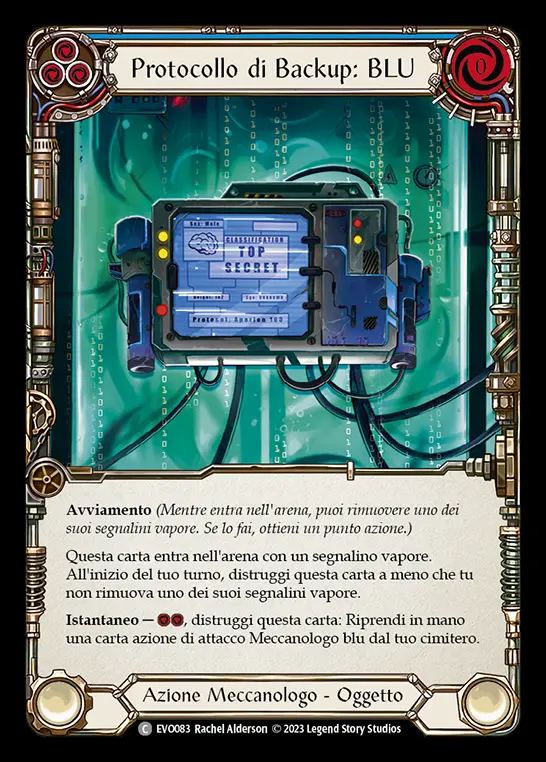 Protocollo di Backup: BLU
0
CLASSIFICATION
TOP
SECRET
Avviamento (Mentre entra nell'arena, puoi rimuovere uno dei
suoi segnalini vapore. Se lo fai, ottieni un punto azione.)
Questa carta entra nell'arena con un segnalino vapore.
All'inizio del tuo turno, distruggi questa carta a meno che tu
non rimuova uno dei suoi segnalini vapore.
Istantaneo — , distruggi questa carta: Riprendi in mano
una carta azione di attacco Meccanologo blu dal tuo cimitero.
Azione Meccanologo - Oggetto
C EVO083 Rachel Alderson © 2023 Legend Story Studios